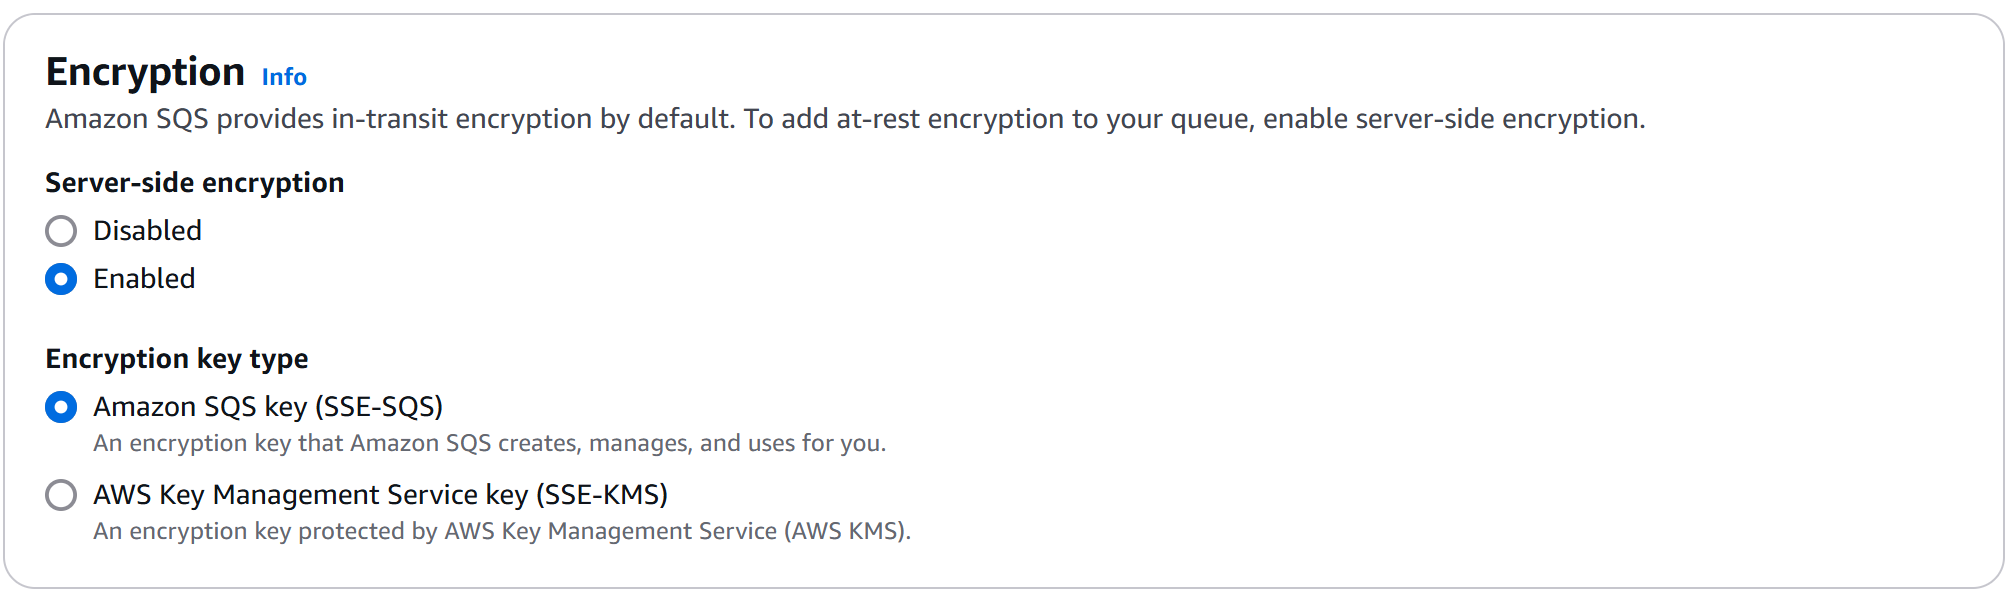 Encryption Info
Amazon SQS provides in-transit encryption by default. To add at-rest encryption to your queue, enable server-side encryption.
Server-side encryption
Disabled
Enabled
Encryption key type
Amazon SQS key (SSE-SQS)
An encryption key that Amazon SQS creates, manages, and uses for you.
AWS Key Management Service key (SSE-KMS)
An encryption key protected by AWS Key Management Service (AWS KMS).